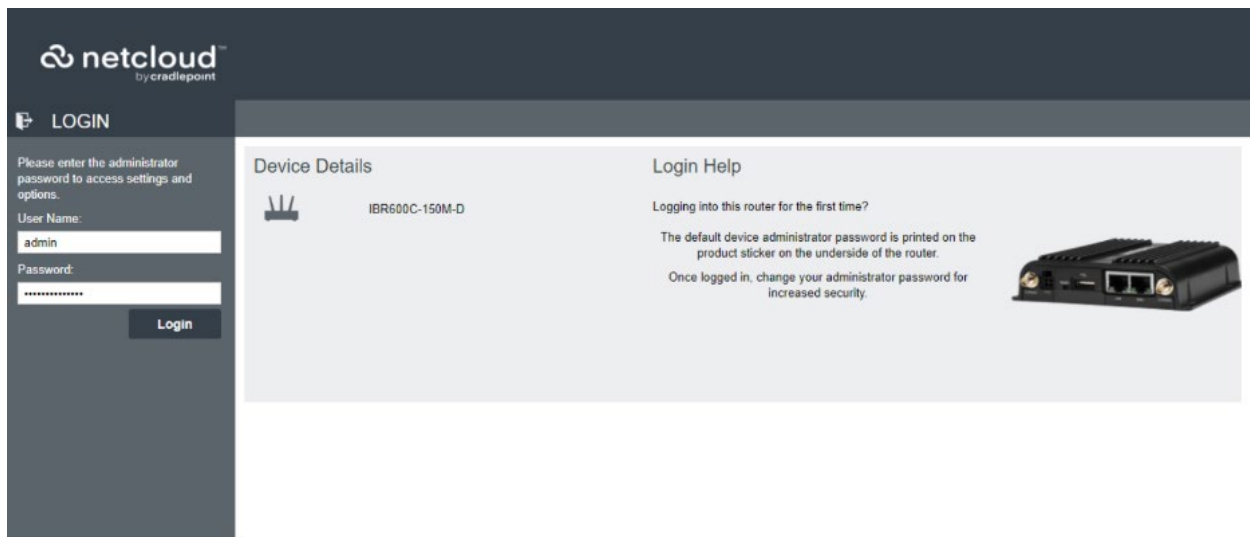 netcloud™
by cradlepoint
LOGIN
Please enter the administrator
password to access settings and
options.
User Name:
admin
Password:
••••••••••••••
Login
Device Details
IBR600C-150M-D
Login Help
Logging into this router for the first time?
The default device administrator password is printed on the
product sticker on the underside of the router.
Once logged in, change your administrator password for
increased security.